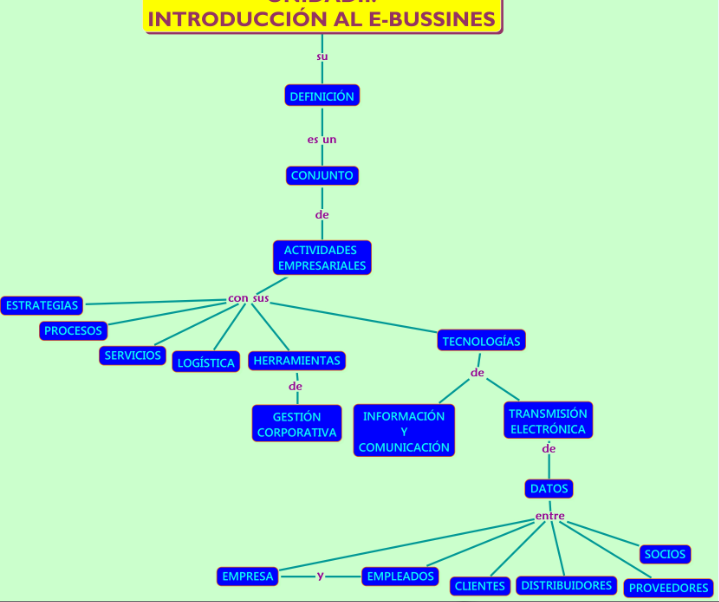 INTRODUCCIÓN AL E-BUSSINES
su
DEFINICIÓN
es un
CONJUNTO
de
ACTIVIDADES
EMPRESARIALES
con sus
ESTRATEGIAS
PROCESOS
SERVICIOS
LOGÍSTICA
HERRAMIENTAS
TECNOLOGÍAS
de
GESTIÓN
CORPORATIVA
de
INFORMACIÓN
Y
COMUNICACIÓN
TRANSMISIÓN
ELECTRÓNICA
de
DATOS
entre
EMPRESA
y
EMPLEADOS
CLIENTES
DISTRIBUIDORES
PROVEEDORES
SOCIOS